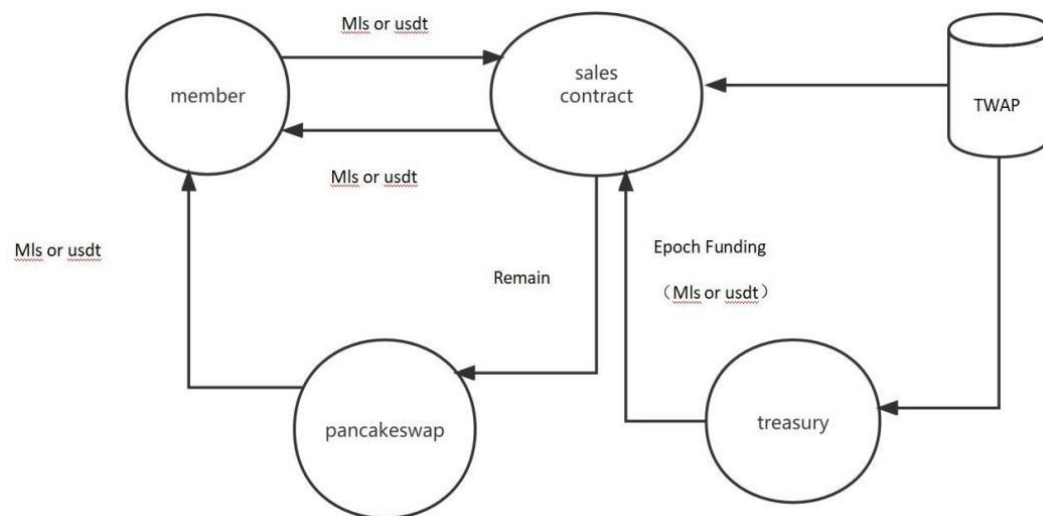 Mls or usdt
member
sales
contract
TWAP
Mls or usdt
Mls or usdt
Epoch Funding
（Mls or usdt）
Remain
pancakeswap
treasury